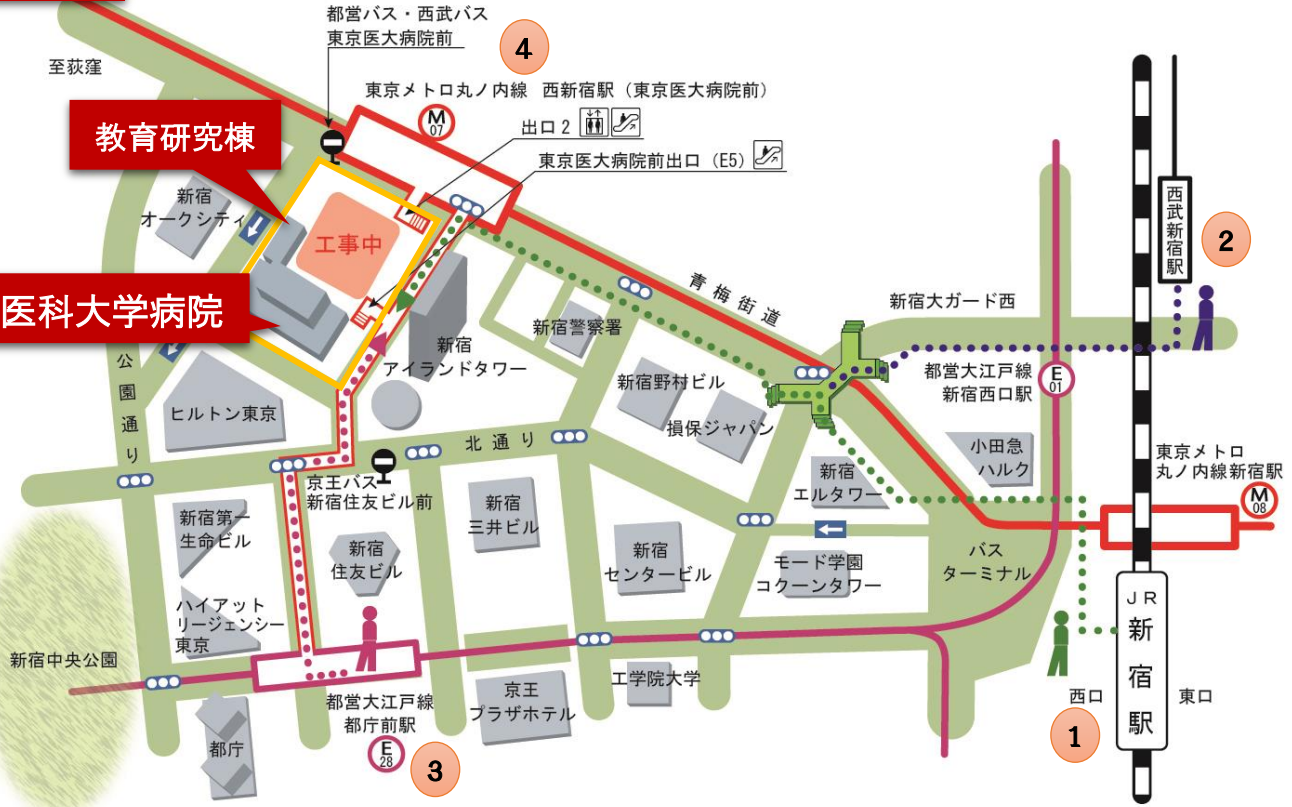 都営バス・西武バス
東京医大病院前
4
至荻窪
東京メトロ丸ノ内線 西新宿駅（東京医大病院前）
M
07
出口2
東京医大病院前出口（E5）
教育研究棟
新宿
オークシティ
工事中
医科大学病院
西武新宿駅
2
青梅街道
新宿大ガード西
新宿警察署
新宿
アイランドタワー
都営大江戸線
新宿西口駅
E
01
公園通り
ヒルトン東京
新宿野村ビル
損保ジャパン
北通り
小田急
ハルク
東京メトロ
丸ノ内線新宿駅
M
08
新宿
エルタワー
京王バス
新宿住友ビル前
新宿第一
生命ビル
新宿
住友ビル
新宿
三井ビル
新宿
センタービル
モード学園
コクーンタワー
バス
ターミナル
ハイアット
リージェンシー
東京
JR
新宿駅
新宿中央公園
工学院大学
西口
東口
1
都営大江戸線
都庁前駅
E
28
3
京王
プラザホテル
都庁